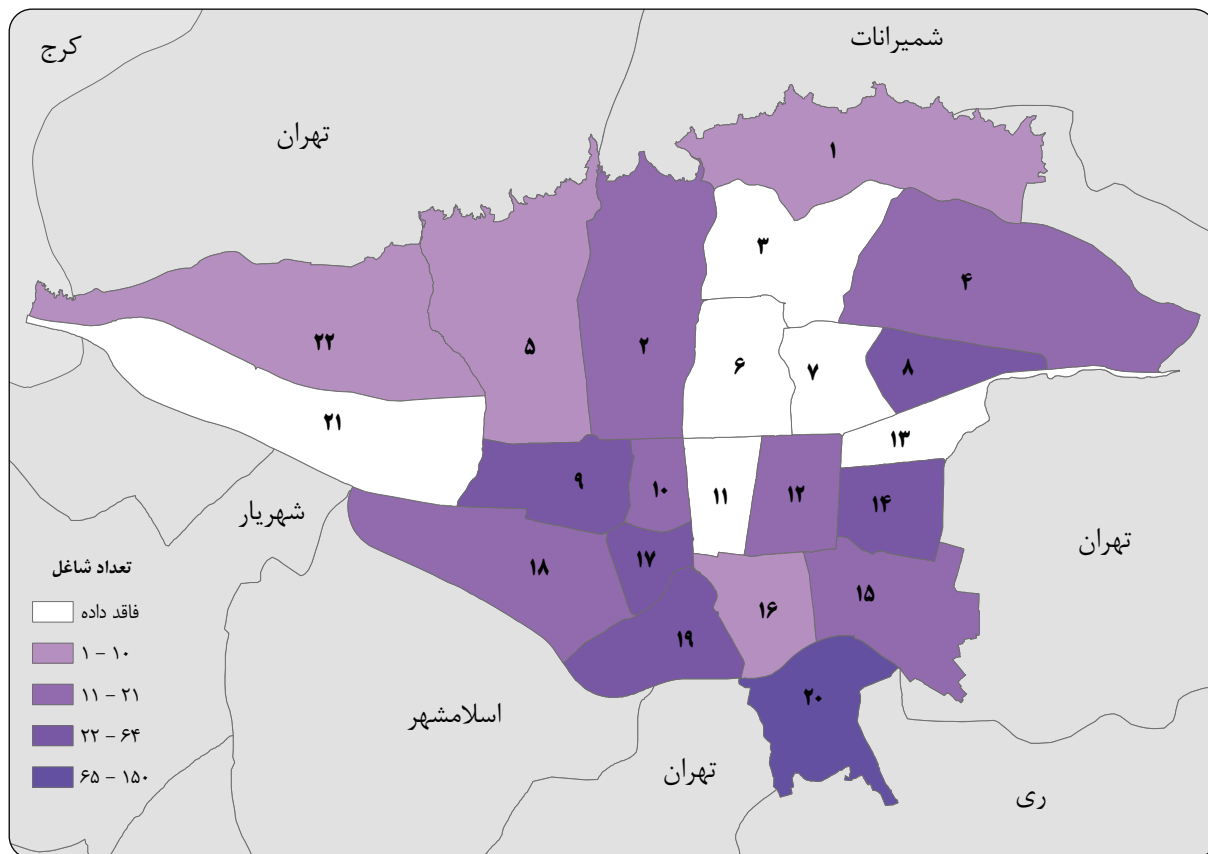 کرج
شمیرانات
تهران
۱
۳
۴
۲۲
۵
۲
۶
۷
۸
۲۱
۱۳
۹
۱۰
۱۱
۱۲
۱۴
شهریار
تهران
۱۸
۱۷
۱۶
۱۵
۱۹
۲۰
اسلامشهر
تهران
ری
تعداد شاغل
فاقد داده
۱ - ۱۰
۱۱ - ۲۱
۲۲ - ۶۴
۶۵ - ۱۵۰